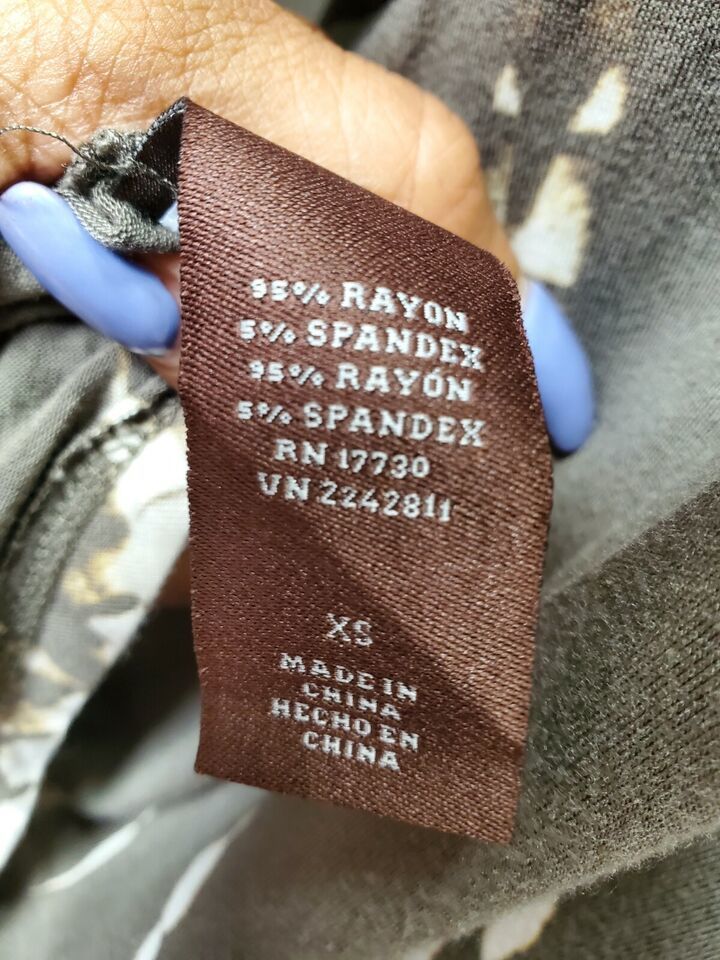 95% RAYON
5% SPANDEX
95% RAYÓN
5% SPANDEX
RN 17730
VN 2242811
XS
MADE IN
CHINA
HECHO EN
CHINA